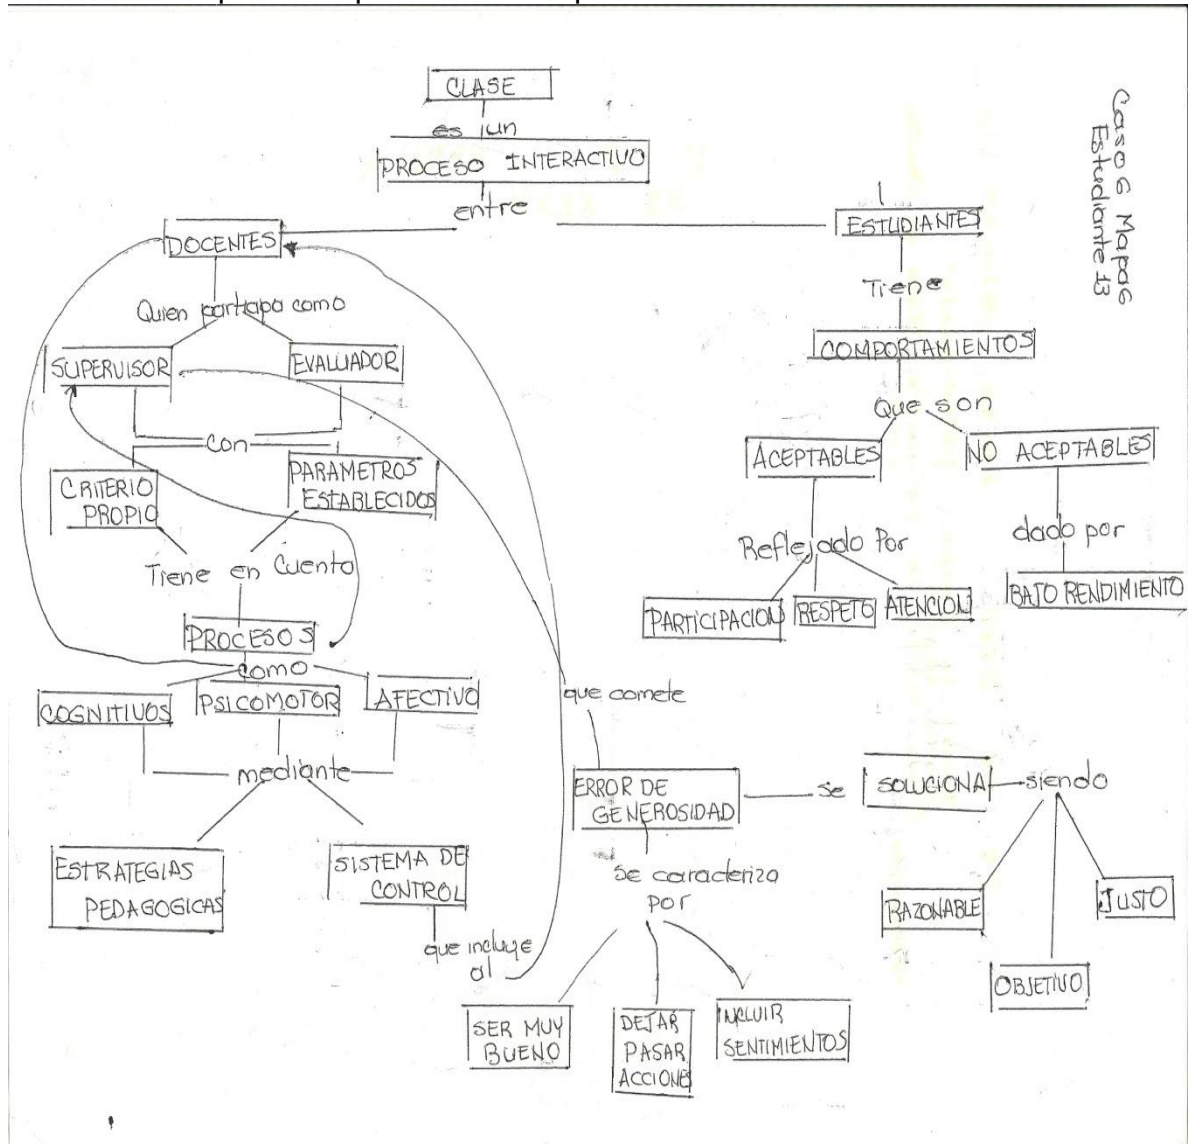 CLASE
es un
PROCESO INTERACTIVO
entre
DOCENTES
ESTUDIANTES
Caso 6 Mapa 6
Estudiante 13
Quien participa como
SUPERVISOR
EVALUADOR
con
CRITERIO
PROPIO
PARAMETROS
ESTABLECIDOS
Tiene en cuenta
PROCESOS
como
COGNITIVOS
PSICOMOTOR
AFECTIVO
mediante
ESTRATEGIAS
PEDAGOGICAS
SISTEMA DE
CONTROL
que incluye
al
Tiene
COMPORTAMIENTOS
Que son
ACEPTABLES
NO ACEPTABLES
Reflejado Por
PARTICIPACION
RESPETO
ATENCION
dado por
BAJO RENDIMIENTO
que comete
ERROR DE
GENEROSIDAD
se
SOLUCIONA
siendo
RAZONABLE
OBJETIVO
JUSTO
Se caracteriza
por
SER MUY
BUENO
DEJAR
PASAR
ACCIONES
INCLUIR
SENTIMIENTOS